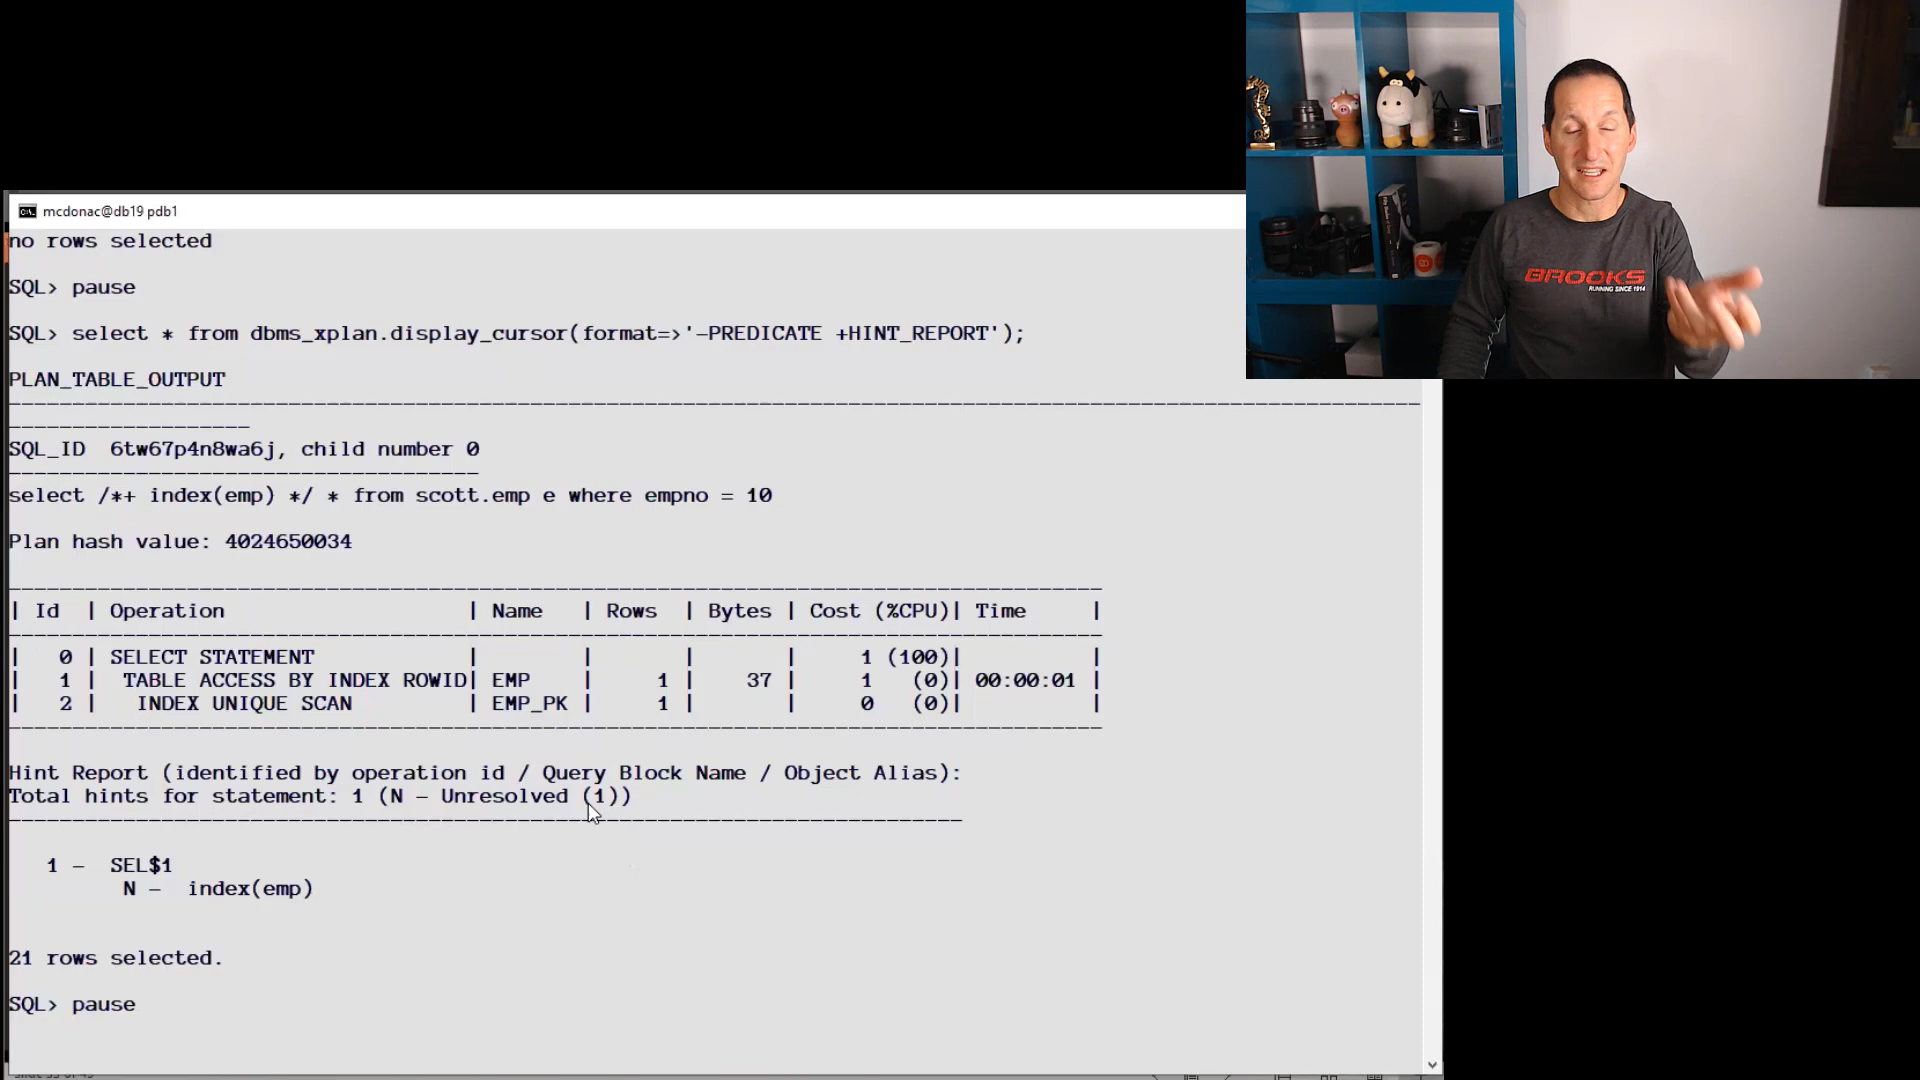 mcdonac@db19 pdb1
no rows selected
SQL> pause
SQL> select * from dbms_xplan.display_cursor(format=>'-PREDICATE +HINT_REPORT');
PLAN_TABLE_OUTPUT
SQL_ID  6tw67p4n8wa6j, child number 0
select /*+ index(emp) */ * from scott.emp e where empno = 10
Plan hash value: 4024650034
| Id  | Operation                   | Name   | Rows  | Bytes | Cost (%CPU)| Time     |
|   0 | SELECT STATEMENT            |        |       |       |     1 (100)|          |
|   1 |  TABLE ACCESS BY INDEX ROWID| EMP    |     1 |    37 |     1   (0)| 00:00:01 |
|   2 |   INDEX UNIQUE SCAN         | EMP_PK |     1 |       |     0   (0)|          |
Hint Report (identified by operation id / Query Block Name / Object Alias):
Total hints for statement: 1 (N - Unresolved (1))
1 -  SEL$1
N -  index(emp)
21 rows selected.
SQL> pause
BROOKS
RUNNING SINCE 1914